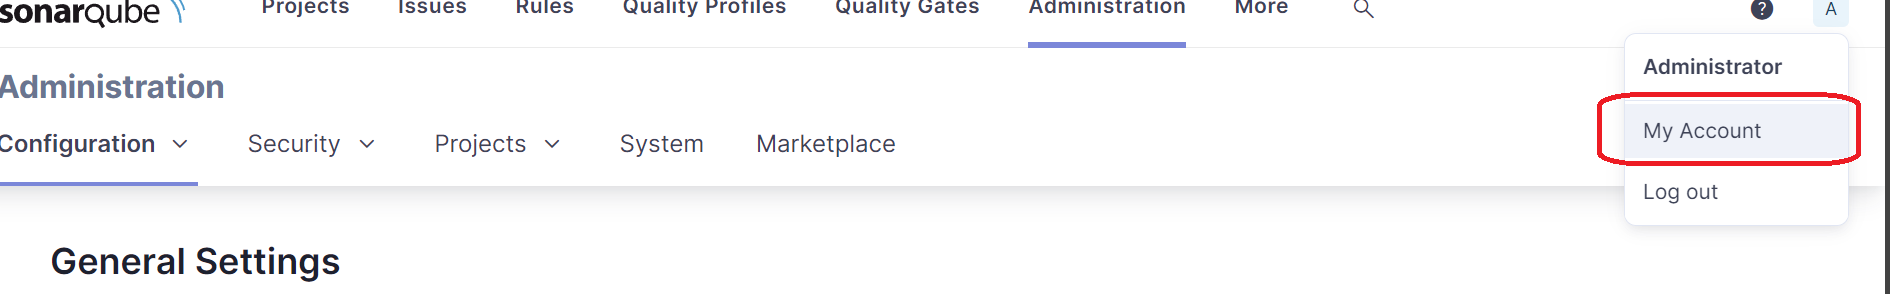 sonarqube Projects Issues Rules Quality Profiles Quality Gates Administration More ? A
Administrator
Administration
My Account
Configuration Security Projects System Marketplace
Log out
General Settings